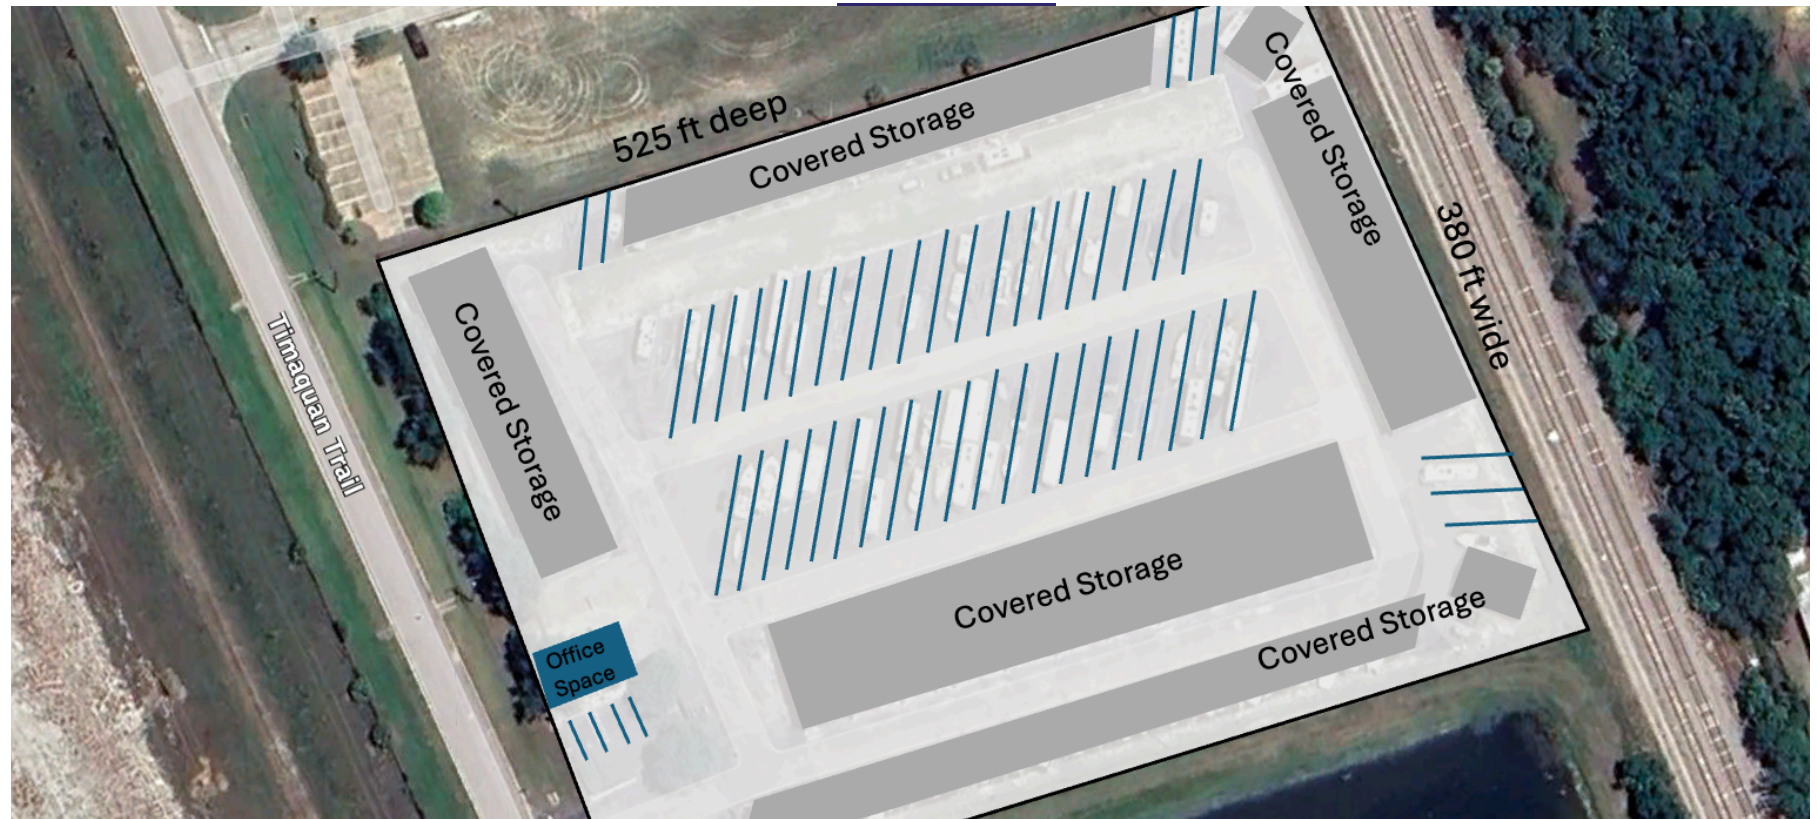 525 ft deep
Covered Storage
Covered Storage
Covered Storage
380 ft wide
Timaquan Trail
Covered Storage
Covered Storage
Office
Space